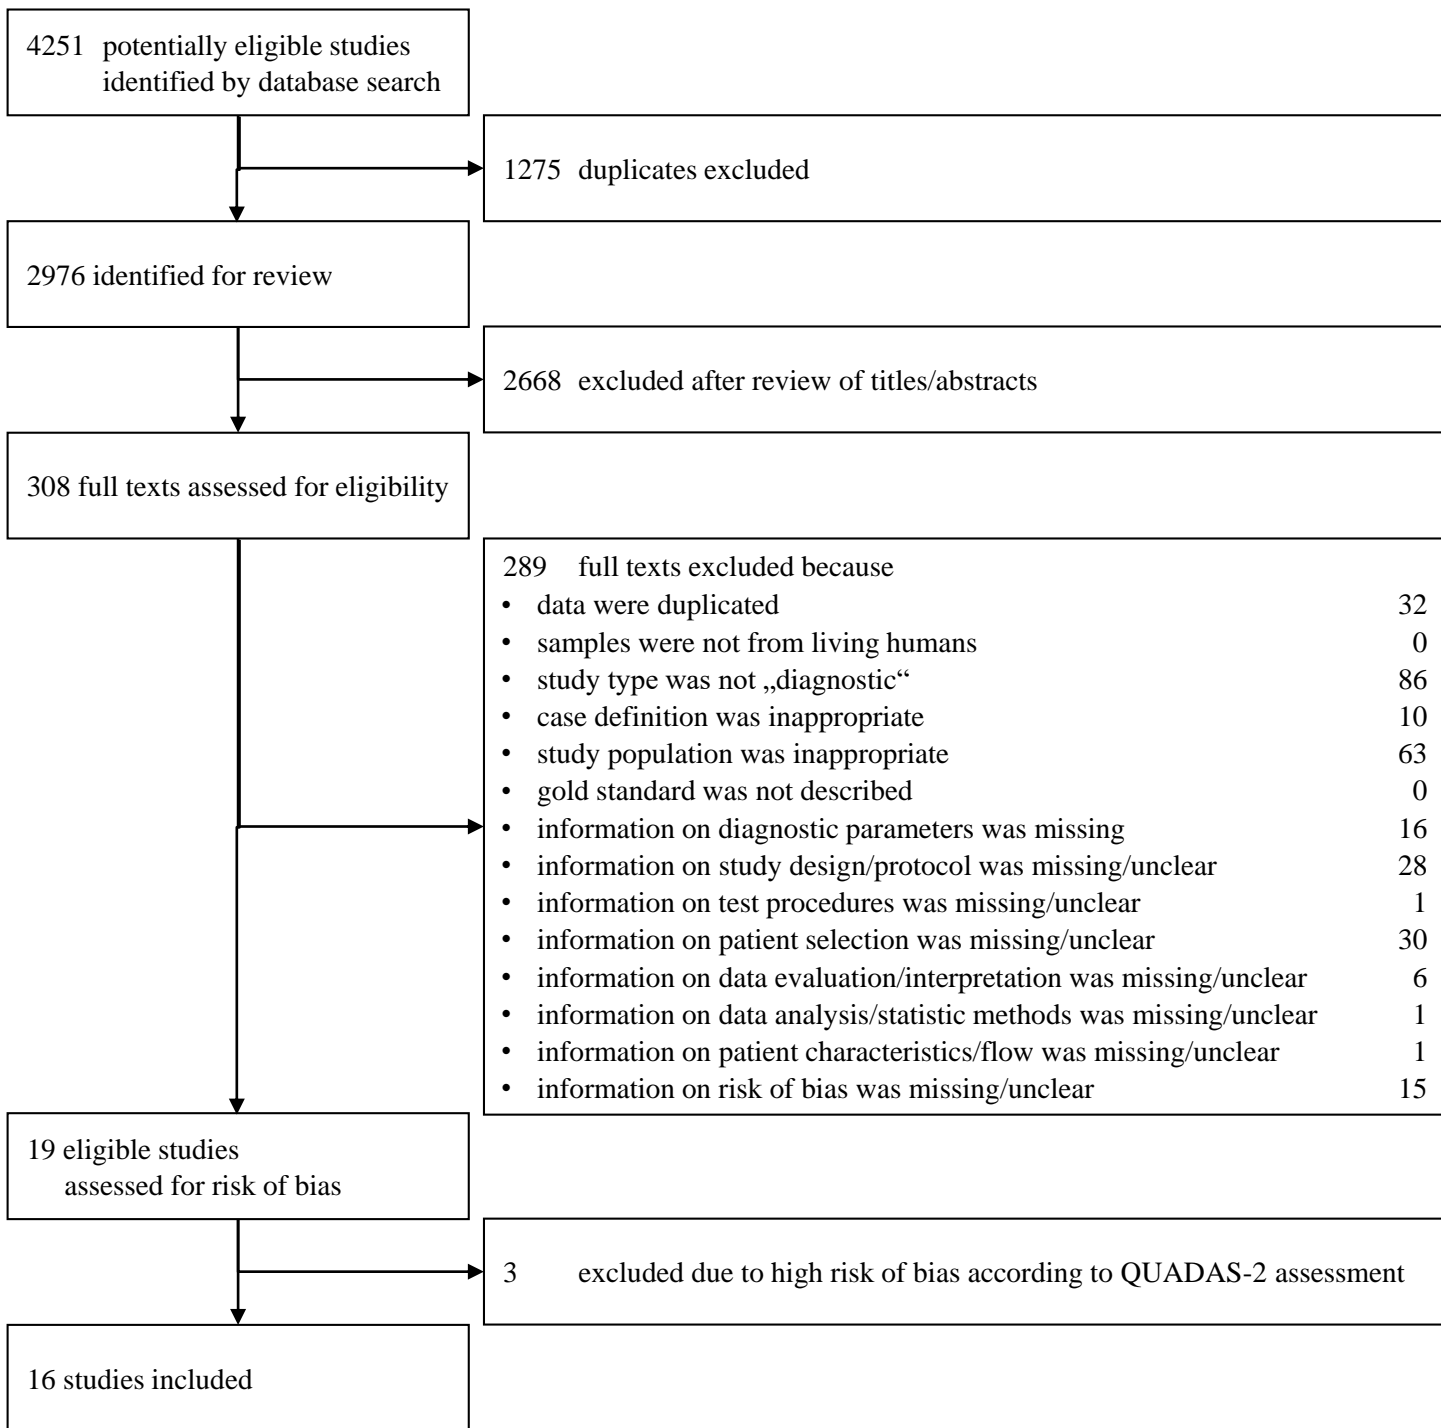 4251 potentially eligible studies
identified by database search
1275 duplicates excluded
2976 identified for review
2668 excluded after review of titles/abstracts
308 full texts assessed for eligibility
289 full texts excluded because
• data were duplicated 32
• samples were not from living humans 0
• study type was not „diagnostic“ 86
• case definition was inappropriate 10
• study population was inappropriate 63
• gold standard was not described 0
• information on diagnostic parameters was missing 16
• information on study design/protocol was missing/unclear 28
• information on test procedures was missing/unclear 1
• information on patient selection was missing/unclear 30
• information on data evaluation/interpretation was missing/unclear 6
• information on data analysis/statistic methods was missing/unclear 1
• information on patient characteristics/flow was missing/unclear 1
• information on risk of bias was missing/unclear 15
19 eligible studies
assessed for risk of bias
3 excluded due to high risk of bias according to QUADAS-2 assessment
16 studies included